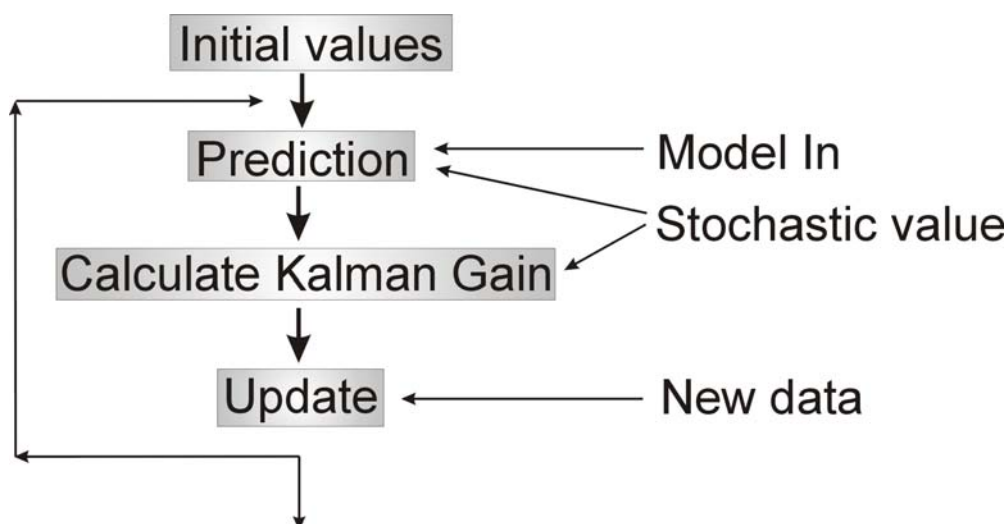 Initial values
Prediction
Model In
Stochastic value
Calculate Kalman Gain
Update
New data